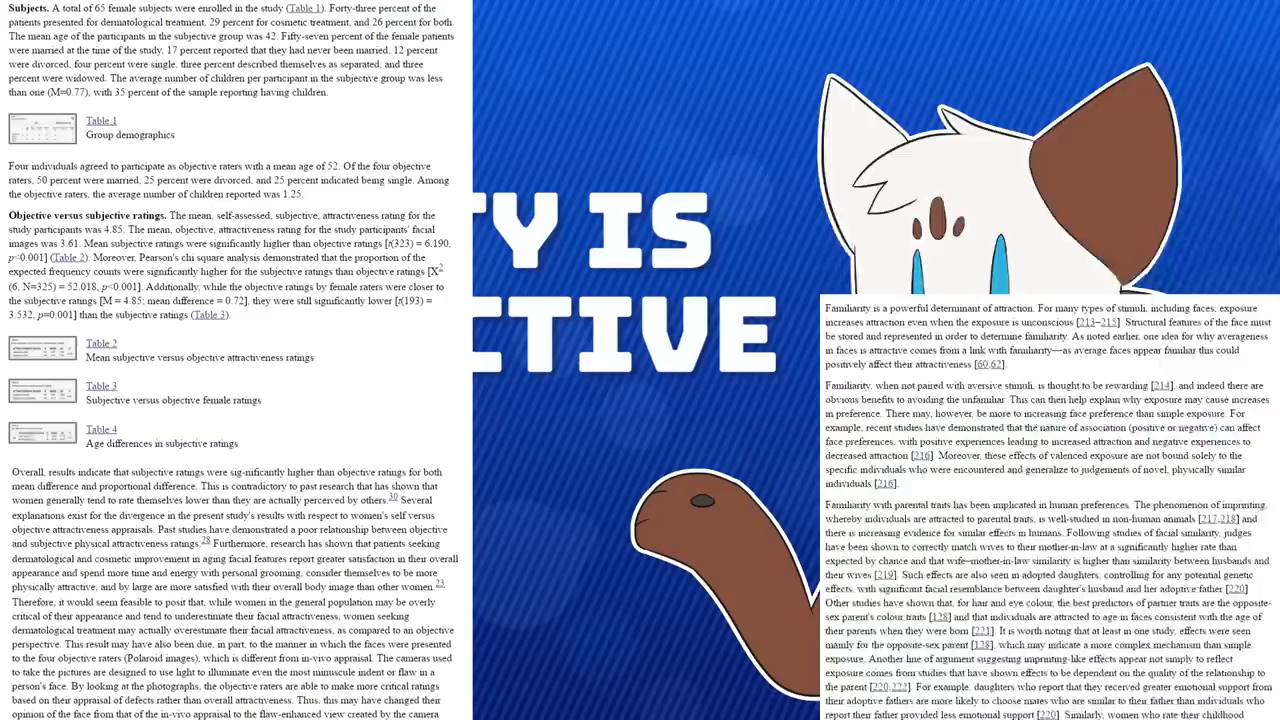 Subjects. A total of 65 female subjects were enrolled in the study (Table 1). Forty-three percent of the
patients presented for dermatological treatment, 29 percent for cosmetic treatment, and 26 percent for both.
The mean age of the participants in the subjective group was 42. Fifty-seven percent of the female patients
were married at the time of the study, 17 percent reported that they had never been married, 12 percent
were divorced, four percent were single, three percent described themselves as separated, and three
percent were widowed. The average number of children per participant in the subjective group was less
than one (M=0.77), with 35 percent of the sample reporting having children.
Table 1
Group demographics
Four individuals agreed to participate as objective raters with a mean age of 52. Of the four objective
raters, 50 percent were married, 25 percent were divorced, and 25 percent indicated being single. Among
the objective raters, the average number of children reported was 1.25.
Objective versus subjective ratings. The mean, self-assessed, subjective, attractiveness rating for the
study participants was 4.85. The mean, objective, attractiveness rating for the study participants' facial
images was 3.61. Mean subjective ratings were significantly higher than objective ratings [t(323) = 6.190,
p<0.001] (Table 2). Moreover, Pearson's chi square analysis demonstrated that the proportion of the
expected frequency counts were significantly higher for the subjective ratings than objective ratings [X2
(6, N=325) = 52.018, p<0.001]. Additionally, while the objective ratings by female raters were closer to
the subjective ratings [M = 4.85; mean difference = 0.72], they were still significantly lower [t(193) =
3.532, p=0.001] than the subjective ratings (Table 3).
Table 2
Mean subjective versus objective attractiveness ratings
Table 3
Subjective versus objective female ratings
Table 4
Age differences in subjective ratings
Overall, results indicate that subjective ratings were sig-nificantly higher than objective ratings for both
mean difference and proportional difference. This is contradictory to past research that has shown that
women generally tend to rate themselves lower than they are actually perceived by others.30 Several
explanations exist for the divergence in the present study's results with respect to women's self versus
objective attractiveness appraisals. Past studies have demonstrated a poor relationship between objective
and subjective physical attractiveness ratings.28 Furthermore, research has shown that patients seeking
dermatological and cosmetic improvement in aging facial features report greater satisfaction in their overall
appearance and spend more time and energy with personal grooming, consider themselves to be more
physically attractive, and by large are more satisfied with their overall body image than other women.23
Therefore, it would seem feasible to posit that, while women in the general population may be overly
critical of their appearance and tend to underestimate their facial attractiveness, women seeking
dermatological treatment may actually overestimate their facial attractiveness, as compared to an objective
perspective. This result may have also been due, in part, to the manner in which the faces were presented
to the four objective raters (Polaroid images), which is different from in-vivo appraisal. The cameras used
to take the pictures are designed to use light to illuminate even the most minuscule indent or flaw in a
person's face. By looking at the photographs, the objective raters are able to make more critical ratings
based on their appraisal of defects rather than overall attractiveness. Thus, this may have changed their
opinion of the face from that of the in-vivo appraisal to the flaw-enhanced view created by the camera
TY IS
CTIVE
Familiarity is a powerful determinant of attraction. For many types of stimuli, including faces, exposure
increases attraction even when the exposure is unconscious [213–215]. Structural features of the face must
be stored and represented in order to determine familiarity. As noted earlier, one idea for why averageness
in faces is attractive comes from a link with familiarity—as average faces appear familiar this could
positively affect their attractiveness [60,62].
Familiarity, when not paired with aversive stimuli, is thought to be rewarding [214], and indeed there are
obvious benefits to avoiding the unfamiliar. This can then help explain why exposure may cause increases
in preference. There may, however, be more to increasing face preference than simple exposure. For
example, recent studies have demonstrated that the nature of association (positive or negative) can affect
face preferences, with positive experiences leading to increased attraction and negative experiences to
decreased attraction [216]. Moreover, these effects of valenced exposure are not bound solely to the
specific individuals who were encountered and generalize to judgements of novel, physically similar
individuals [216].
Familiarity with parental traits has been implicated in human preferences. The phenomenon of imprinting,
whereby individuals are attracted to parental traits, is well-studied in non-human animals [217,218] and
there is increasing evidence for similar effects in humans. Following studies of facial similarity, judges
have been shown to correctly match wives to their mother-in-law at a significantly higher rate than
expected by chance and that wife–mother-in-law similarity is higher than similarity between husbands and
their wives [219]. Such effects are also seen in adopted daughters, controlling for any potential genetic
effects, with significant facial resemblance between daughter's husband and her adoptive father [220].
Other studies have shown that, for hair and eye colour, the best predictors of partner traits are the opposite-
sex parent's colour traits [128] and that individuals are attracted to age in faces consistent with the age of
their parents when they were born [221]. It is worth noting that at least in one study, effects were seen
mainly for the opposite-sex parent [128], which may indicate a more complex mechanism than simple
exposure. Another line of argument suggesting imprinting-like effects appear not simply to reflect
exposure comes from studies that have shown effects to be dependent on the quality of the relationship to
the parent [220,222]. For example, daughters who report that they received greater emotional support from
their adoptive fathers are more likely to choose mates who are similar to their father than individuals who
report their father provided less emotional support [220]. Similarly, women who rate their childhood